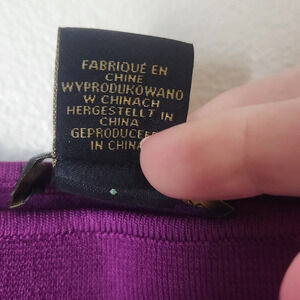 FABRIQUÉ EN
CHINE
WYPRODUKOWANO
W CHINACH
HERGESTELLT IN
CHINA
IN CHINA